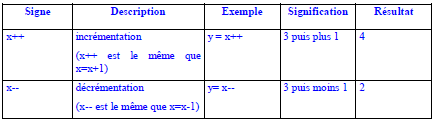 Signe Description Exemple Signification Résultat
x++ incrémentation y = x++ 3 puis plus 1 4
(x++ est le même que
x=x+1)
x-- décrémentation y= x-- 3 puis moins 1 2
(x-- est le même que x=x-1)